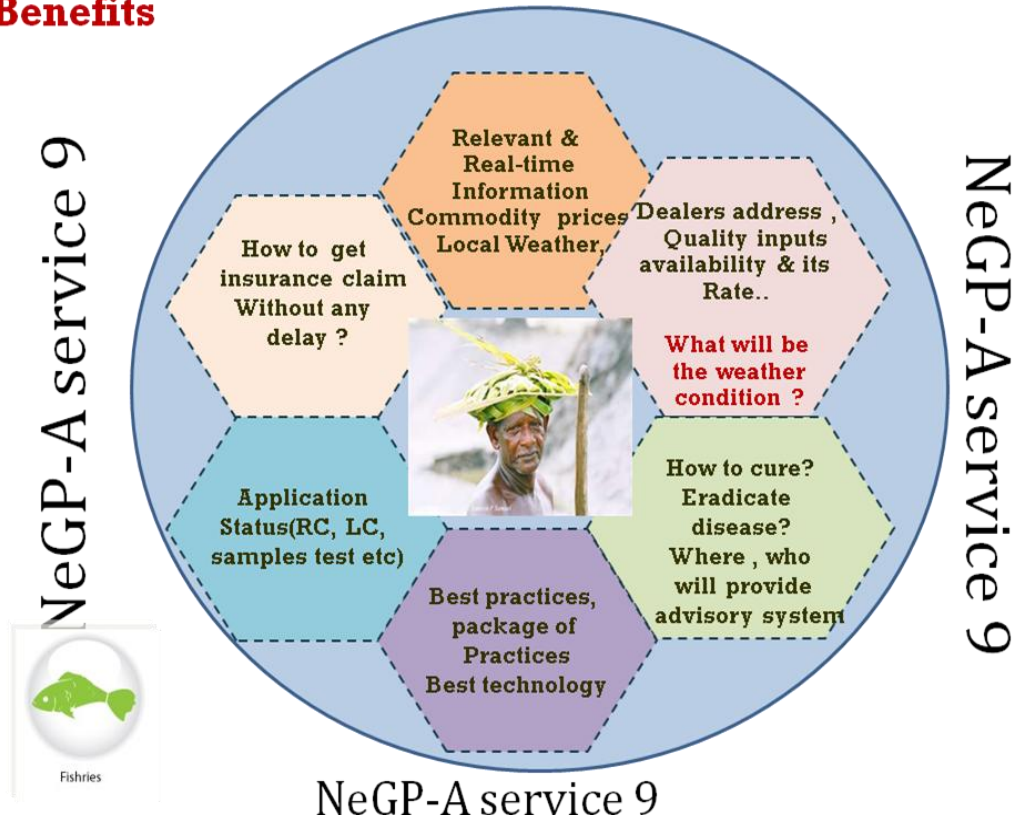 Benefits
NeGP-A service 9
Relevant &
Real-time
Information
Commodity prices
Local Weather,
Dealers address ,
Quality inputs
availability & its
Rate..
What will be
the weather
condition ?
How to get
insurance claim
Without any
delay ?
Application
Status(RC, LC,
samples test etc)
How to cure?
Eradicate
disease?
Where , who
will provide
advisory system
Best practices,
package of
Practices
Best technology
NeGP-A service 9
Fishries
NeGP-A service 9